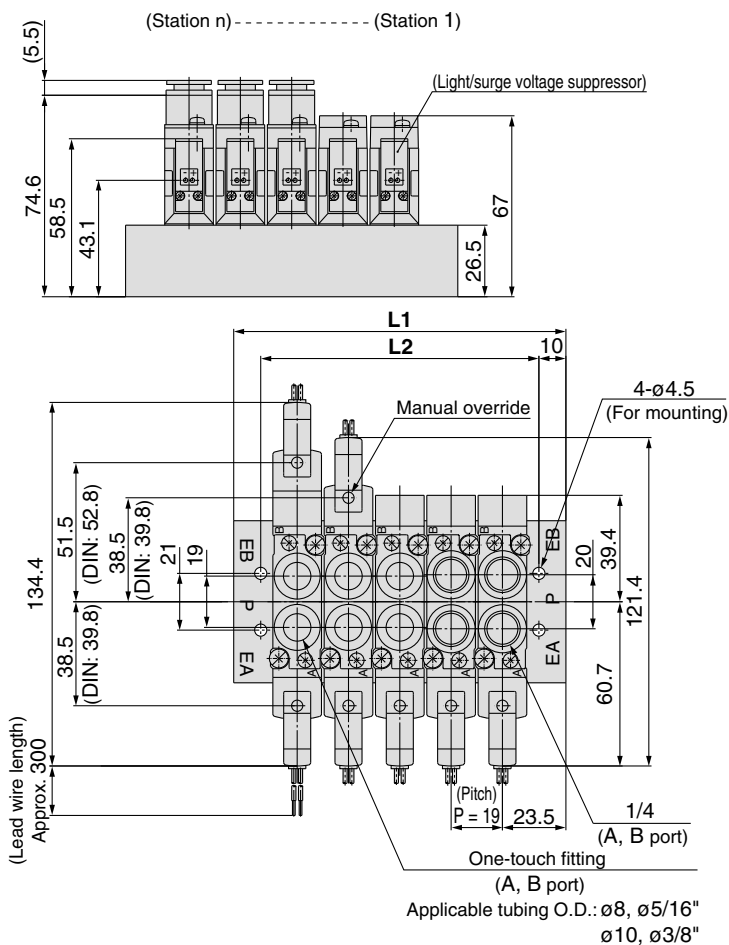 (Station n) ---------------- (Station 1)
(5.5)
(Light/surge voltage suppressor)
74.6
58.5
43.1
67
26.5
L1
L2
10
4-ø4.5
(For mounting)
Manual override
134.4
51.5
(DIN: 52.8)
38.5
(DIN: 39.8)
21
19
38.5
(DIN: 39.8)
EB
P
EA
B
B
B
B
B
A
A
EB
P
EA
20
39.4
121.4
60.7
(Lead wire length)
Approx. 300
(Pitch)
P = 19
23.5
1/4
(A, B port)
One-touch fitting
(A, B port)
Applicable tubing O.D.: ø8, ø5/16"
ø10, ø3/8"